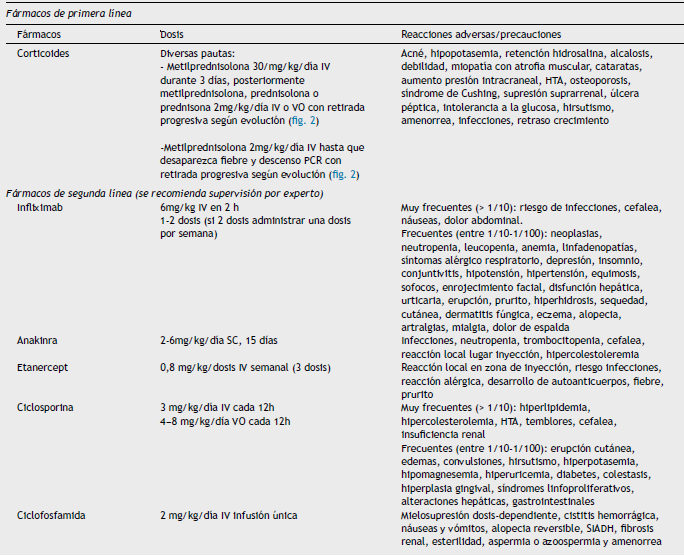 Fármacos de primera línea
Fármacos Dosis Reacciones adversas/precauciones
Corticoides Diversas pautas: Acné, hipopotasemia, retención hidrosalina, alcalosis,
- Metilprednisolona 30/mg/kg/día IV debilidad, miopatía con atrofia muscular, cataratas,
durante 3 días, posteriormente aumento presión intracraneal, HTA, osteoporosis,
metilprednisolona, prednisolona o síndrome de Cushing, supresión suprarrenal, úlcera
prednisona 2mg/kg/día IV o VO con retirada péptica, intolerancia a la glucosa, hirsutismo,
progresiva según evolución (fig. 2) amenorrea, infecciones, retraso crecimiento
-Metilprednisolona 2mg/kg/día IV hasta que
desaparezca fiebre y descenso PCR con
retirada progresiva según evolución (fig. 2)
Fármacos de segunda línea (se recomienda supervisión por experto)
Infliximab 6mg/kg IV en 2 h Muy frecuentes (> 1/10): riesgo de infecciones, cefalea,
1-2 dosis (si 2 dosis administrar una dosis náuseas, dolor abdominal.
por semana) Frecuentes (entre 1/10-1/100): neoplasias,
neutropenia, leucopenia, anemia, linfadenopatías,
síntomas alérgico respiratorio, depresión, insomnio,
conjuntivitis, hipotensión, hipertensión, equimosis,
sofocos, enrojecimiento facial, disfunción hepática,
urticaria, erupción, prurito, hiperhidrosis, sequedad,
cutánea, dermatitis fúngica, eczema, alopecia,
artralgias, mialgia, dolor de espalda
Anakinra 2-6mg/kg/día SC, 15 días Infecciones, neutropenia, trombocitopenia, cefalea,
reacción local lugar inyección, hipercolestoleremia
Etanercept 0,8 mg/kg/dosis IV semanal (3 dosis) Reacción local en zona de inyección, riesgo infecciones,
reacción alérgica, desarrollo de autoanticuerpos, fiebre,
prurito
Ciclosporina 3 mg/kg/día IV cada 12h Muy frecuentes (> 1/10): hiperlipidemia,
4–8 mg/kg/día VO cada 12h hipercolesterolemia, HTA, temblores, cefalea,
insuficiencia renal
Frecuentes (entre 1/10-1/100): erupción cutánea,
edemas, convulsiones, hirsutismo, hiperpotasemia,
hipomagnesemia, hiperuricemia, diabetes, colestasis,
hiperplasia gingival, síndromes linfoproliferativos,
alteraciones hepáticas, gastrointestinales
Ciclofosfamida 2 mg/kg/día IV infusión única Mielosupresión dosis-dependiente, cistitis hemorrágica,
náuseas y vómitos, alopecia reversible, SIADH, fibrosis
renal, esterilidad, aspermia o azoospermia y amenorrea